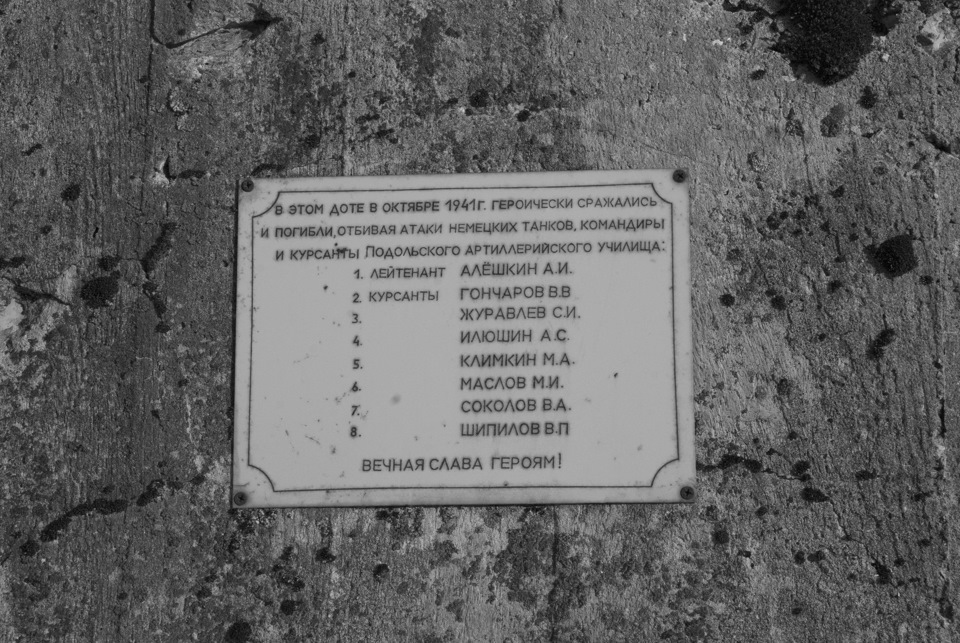 В ЭТОМ ДОТЕ В ОКТЯБРЕ 1941 Г. ГЕРОИЧЕСКИ СРАЖАЛИСЬ
И ПОГИБЛИ, ОТБИВАЯ АТАКИ НЕМЕЦКИХ ТАНКОВ, КОМАНДИРЫ
И КУРСАНТЫ ПОДОЛЬСКОГО АРТИЛЛЕРИЙСКОГО УЧИЛИЩА:
1. ЛЕЙТЕНАНТ АЛЁШКИН А.И.
2. КУРСАНТЫ ГОНЧАРОВ В.В
3. ЖУРАВЛЕВ С.И.
4. ИЛЮШИН А.С.
5. КЛИМКИН М.А.
6. МАСЛОВ М.И.
7. СОКОЛОВ В.А.
8. ШИПИЛОВ В.П
ВЕЧНАЯ СЛАВА ГЕРОЯМ!